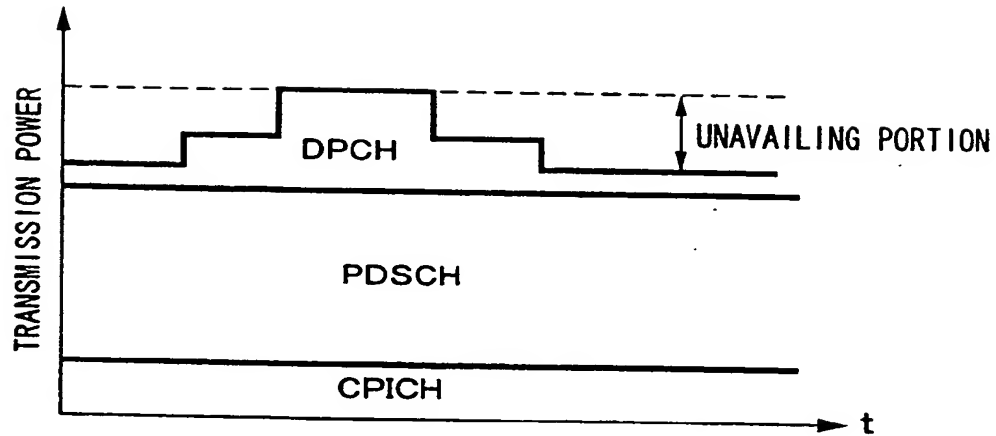 TRANSMISSION POWER
DPCH
UNAVAILING PORTION
PDSCH
CPICH
t